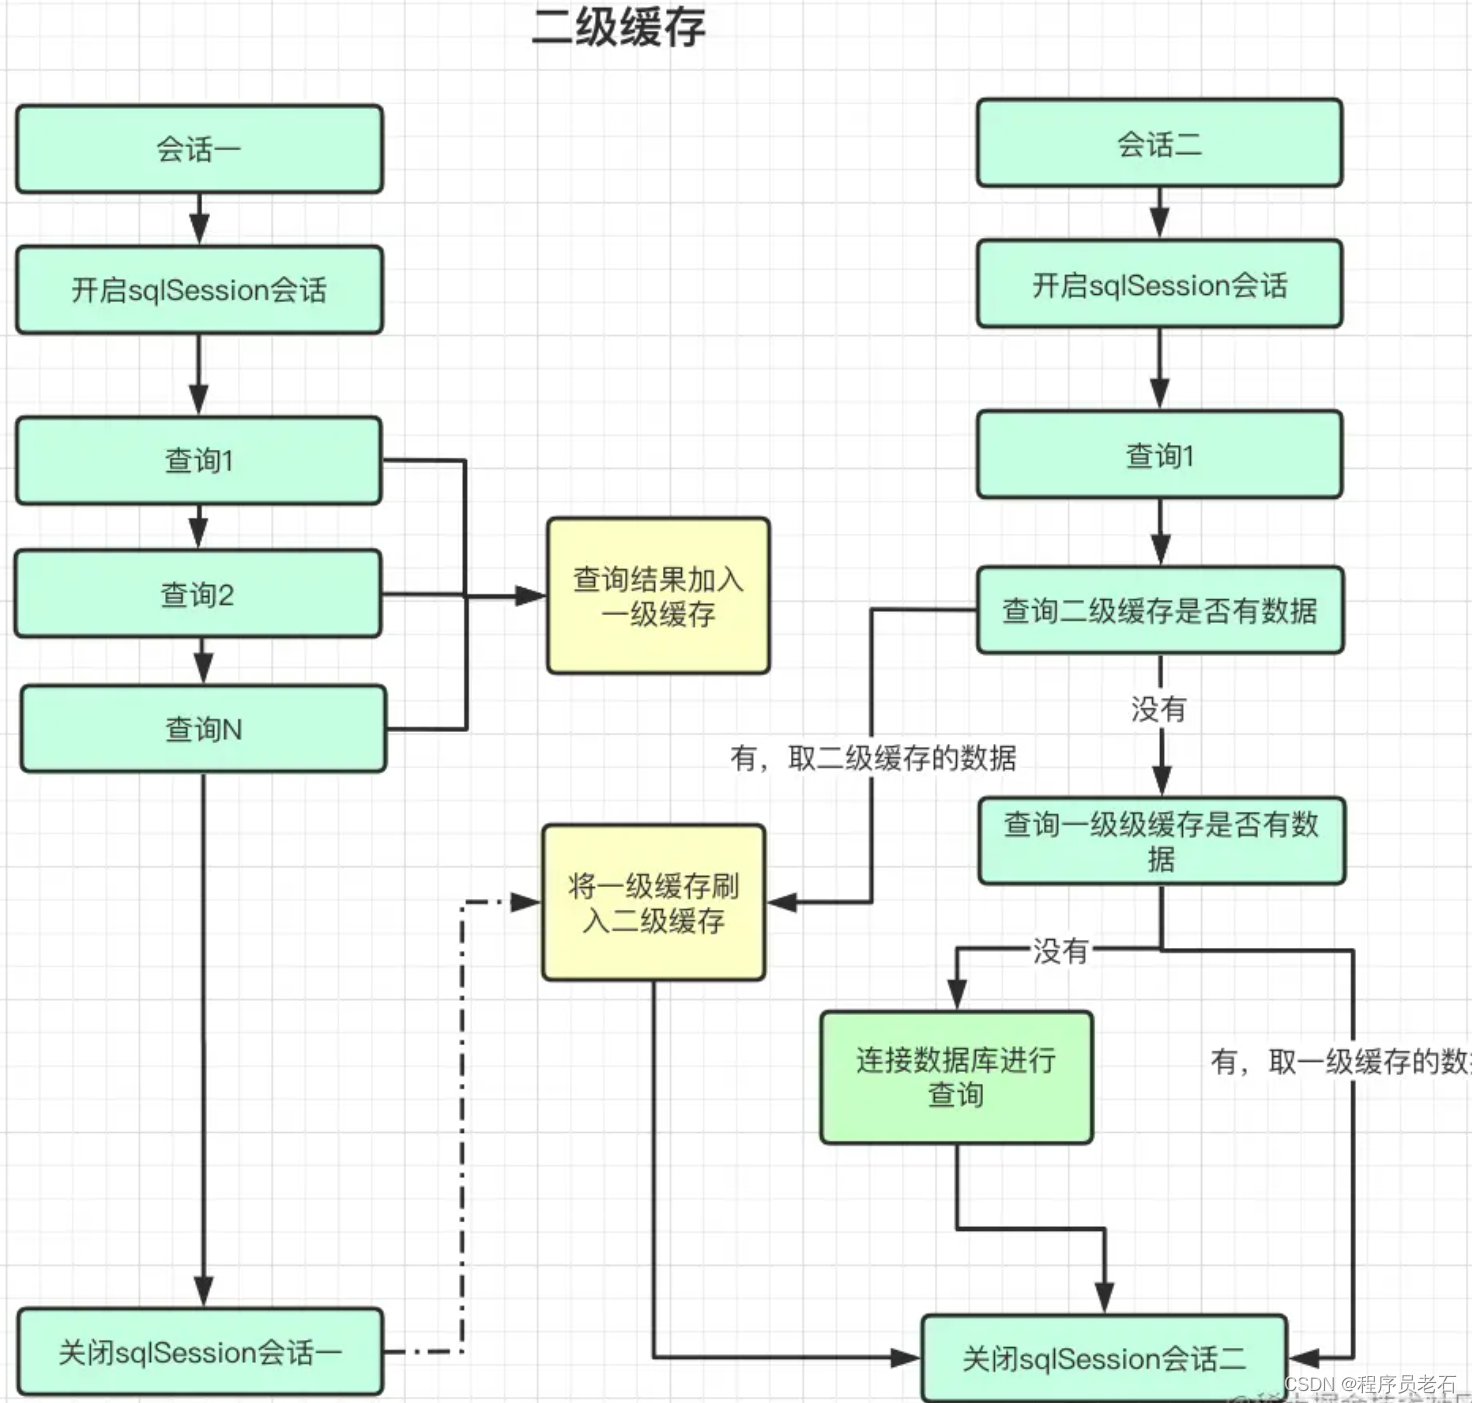 二级缓存
会话一
开启sqlSession会话
查询1
查询2
查询N
关闭sqlSession会话一
查询结果加入
一级缓存
将一级缓存刷
入二级缓存
会话二
开启sqlSession会话
查询1
查询二级缓存是否有数据
没有
有，取二级缓存的数据
查询一级级缓存是否有数
据
没有
连接数据库进行
查询
有，取一级缓存的数
关闭sqlSession会话二
CSDN @程序员老石